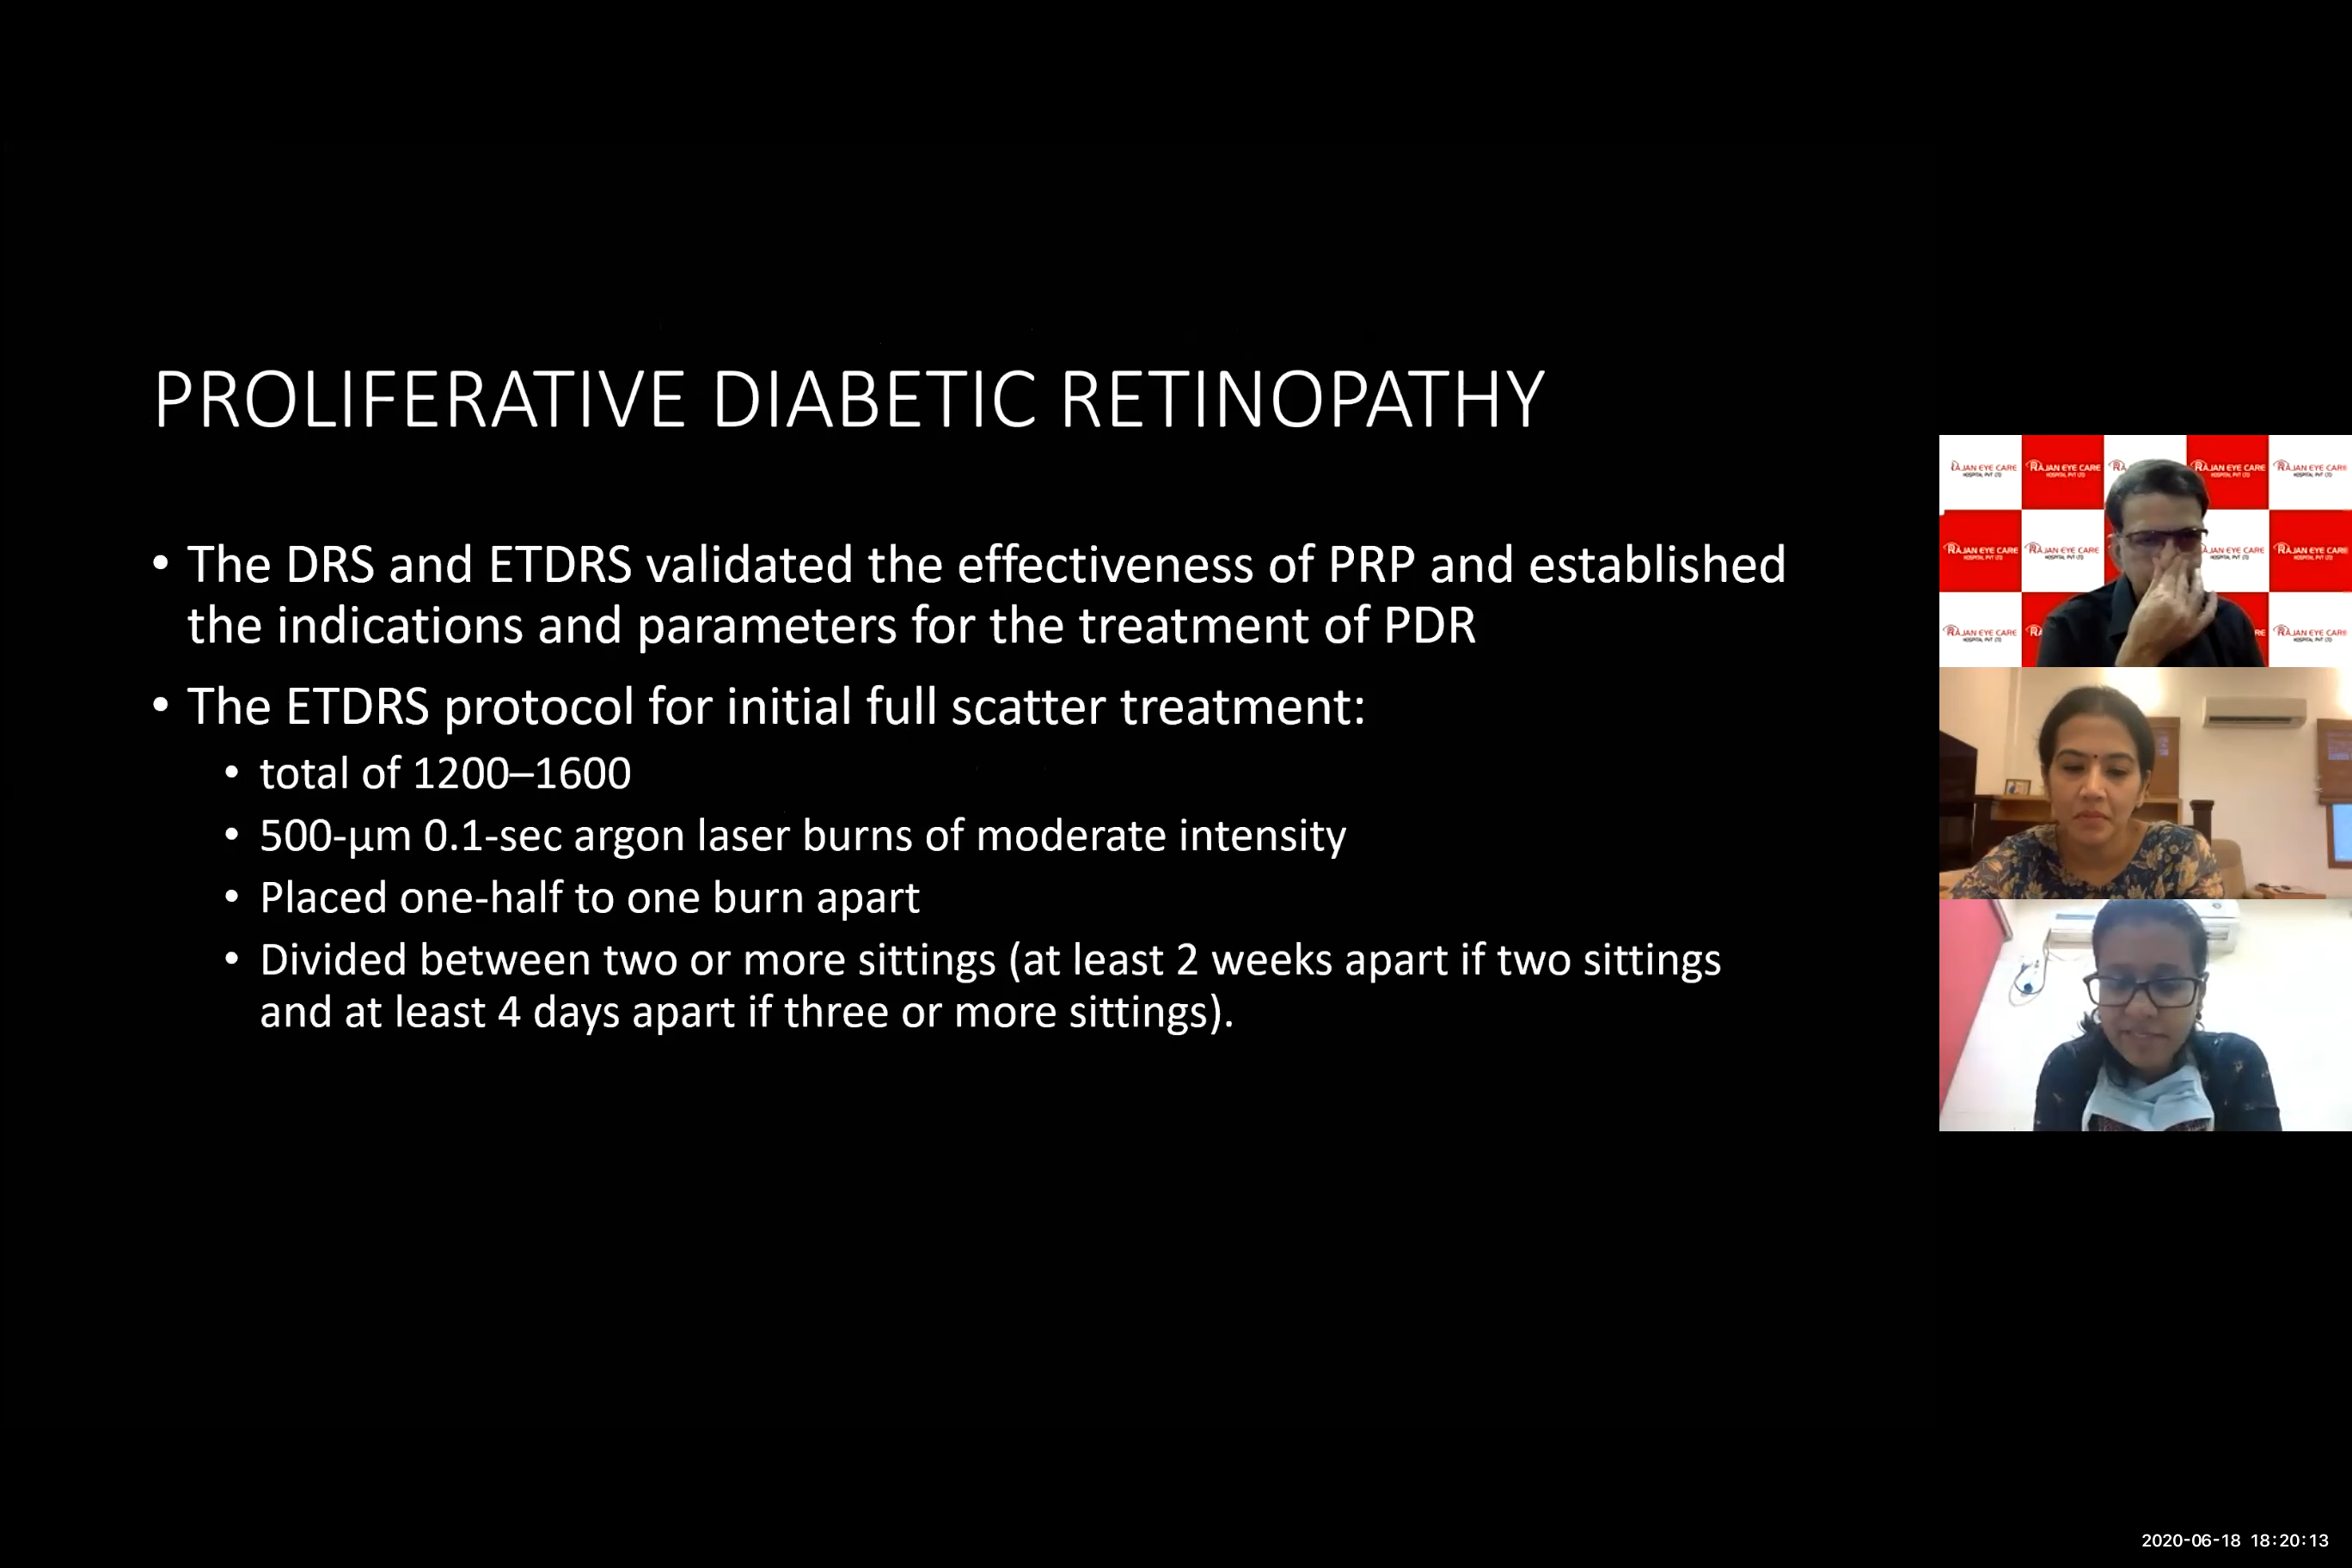 PROLIFERATIVE DIABETIC RETINOPATHY
• The DRS and ETDRS validated the effectiveness of PRP and established
the indications and parameters for the treatment of PDR
• The ETDRS protocol for initial full scatter treatment:
• total of 1200–1600
• 500-µm 0.1-sec argon laser burns of moderate intensity
• Placed one-half to one burn apart
• Divided between two or more sittings (at least 2 weeks apart if two sittings
and at least 4 days apart if three or more sittings).
RAJAN EYE CARE
HOSPITAL PVT LTD
2020-06-18 18:20:13